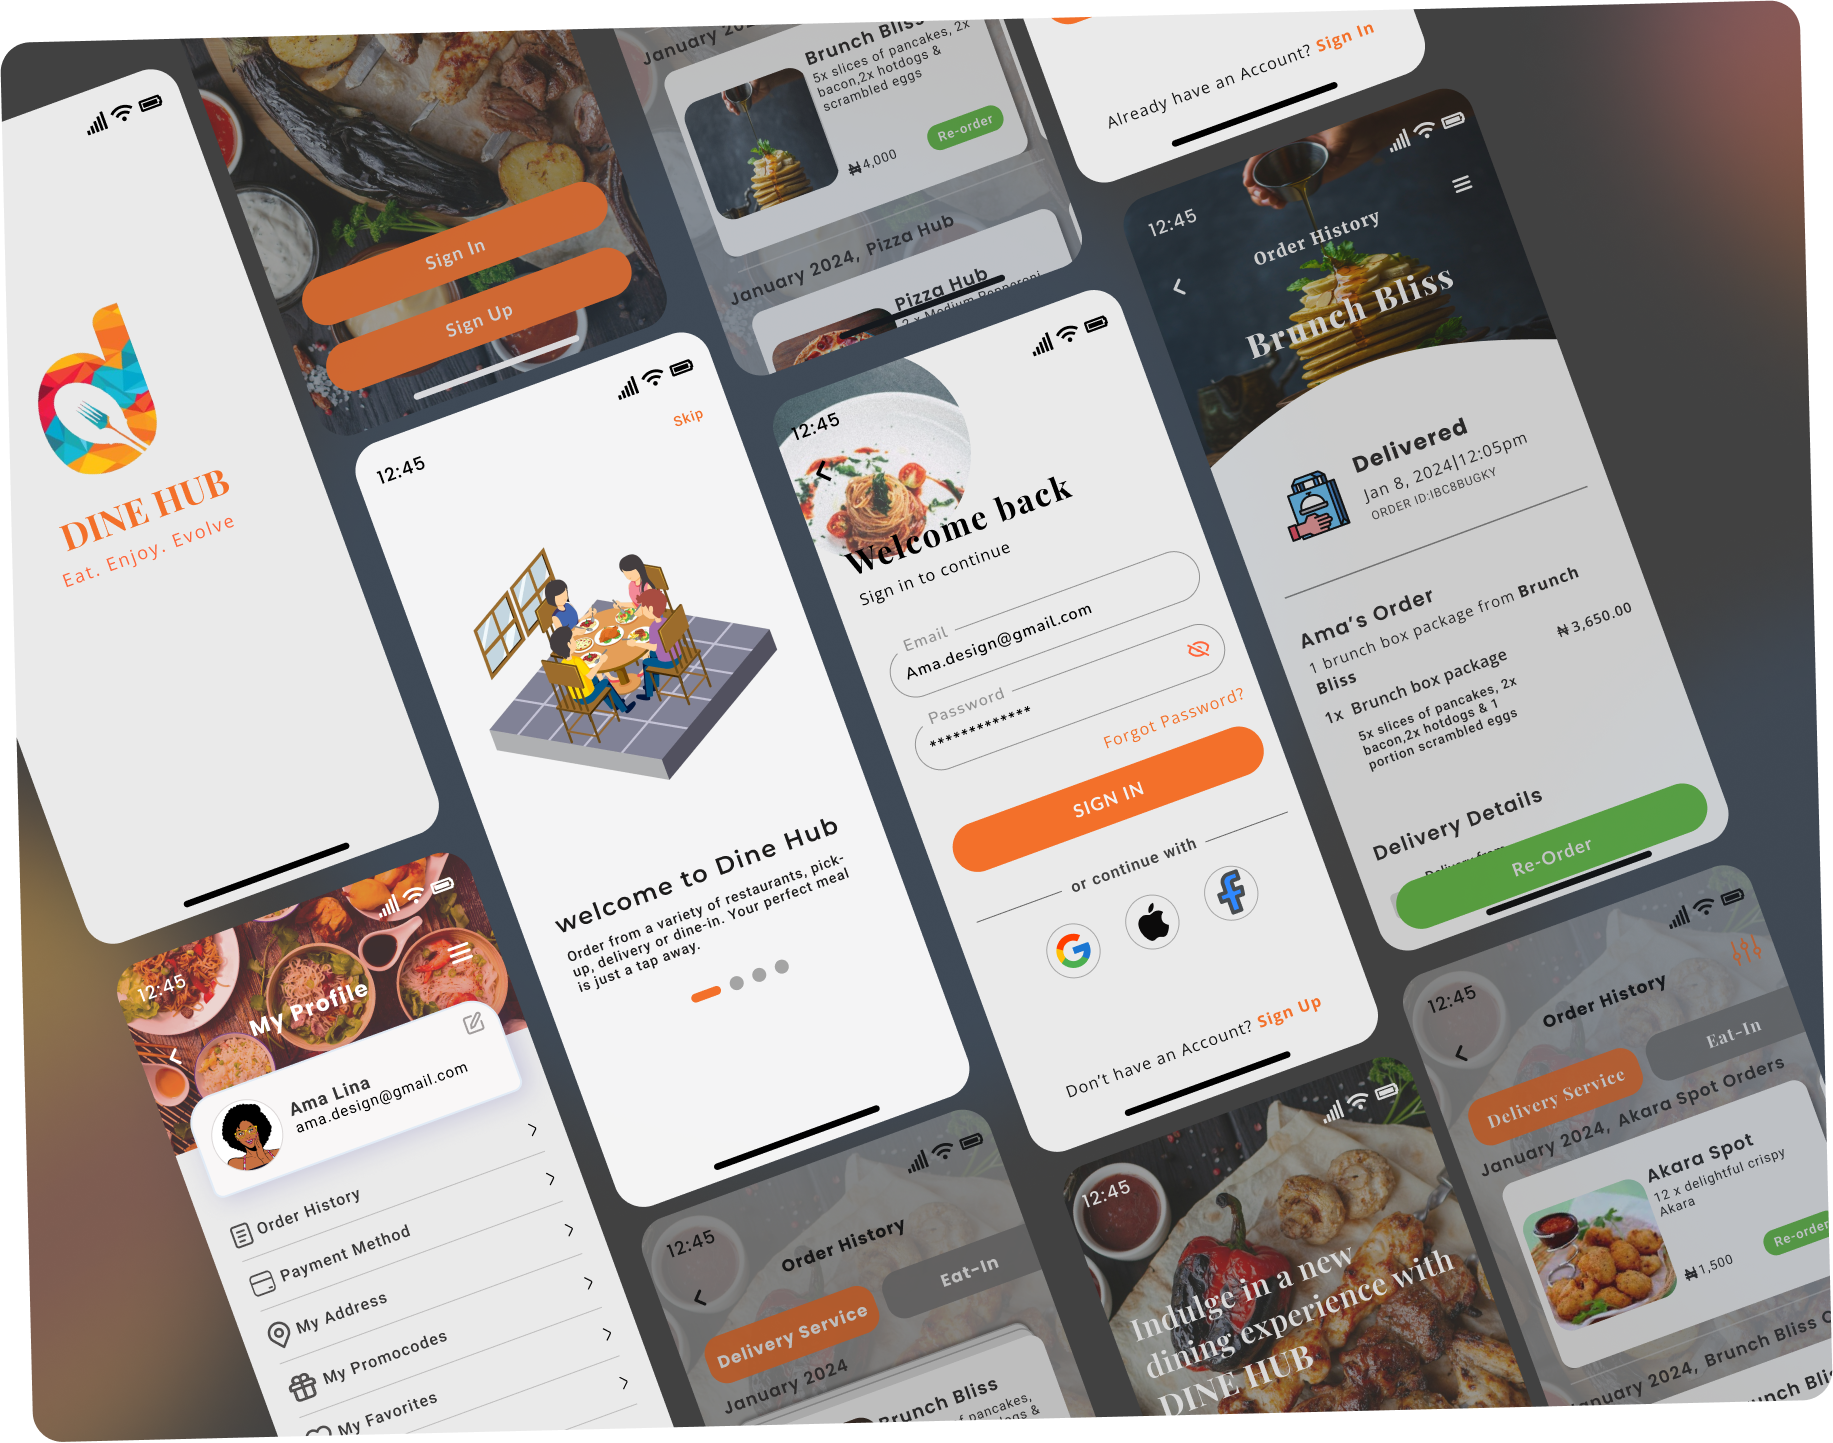 DINE HUB
Eat. Enjoy. Evolve
Sign In
Sign Up
Brunch Bliss
5x slices of pancakes, 2x
bacon,2x hotdogs &
scrambled eggs
₦4,000
Re-order
January 2024, Pizza Hub
Pizza Hub
2 x Medium Pepperoni
Already have an Account? Sign In
12:45
Order History
Brunch Bliss
Delivered
Jan 8, 2024|12:05pm
ORDER ID:IBC8BUGKY
Ama's Order
1 brunch box package from Brunch
Bliss
₦ 3,650.00
1x Brunch box package
5x slices of pancakes, 2x
bacon,2x hotdogs & 1
portion scrambled eggs
Delivery Details
Re-Order
12:45
Skip
welcome to Dine Hub
Order from a variety of restaurants, pick-
up, delivery or dine-in. Your perfect meal
is just a tap away.
12:45
Welcome back
Sign in to continue
Email
Ama.design@gmail.com
Password
*************
Forgot Password?
SIGN IN
or continue with
Don't have an Account? Sign Up
12:45
My Profile
Ama Lina
ama.design@gmail.com
Order History
Payment Method
My Address
My Promocodes
My Favorites
12:45
Order History
Delivery Service
Eat-In
January 2024
Brunch Bliss
12:45
Indulge in a new
dining experience with
DINE HUB
12:45
Order History
Delivery Service
Eat-In
January 2024, Akara Spot Orders
Akara Spot
12 x delightful crispy
Akara
₦1,500
Re-order
January 2024, Brunch Bliss